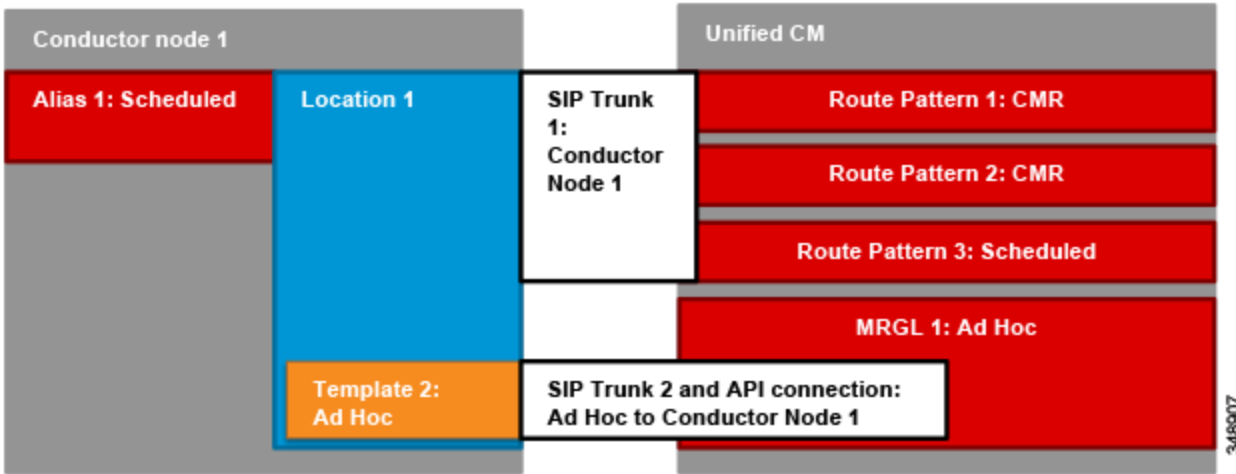 Conductor node 1
Unified CM
Alias 1: Scheduled
Location 1
SIP Trunk
1:
Conductor
Node 1
Route Pattern 1: CMR
Route Pattern 2: CMR
Route Pattern 3: Scheduled
MRGL 1: Ad Hoc
Template 2:
Ad Hoc
SIP Trunk 2 and API connection:
Ad Hoc to Conductor Node 1
348907